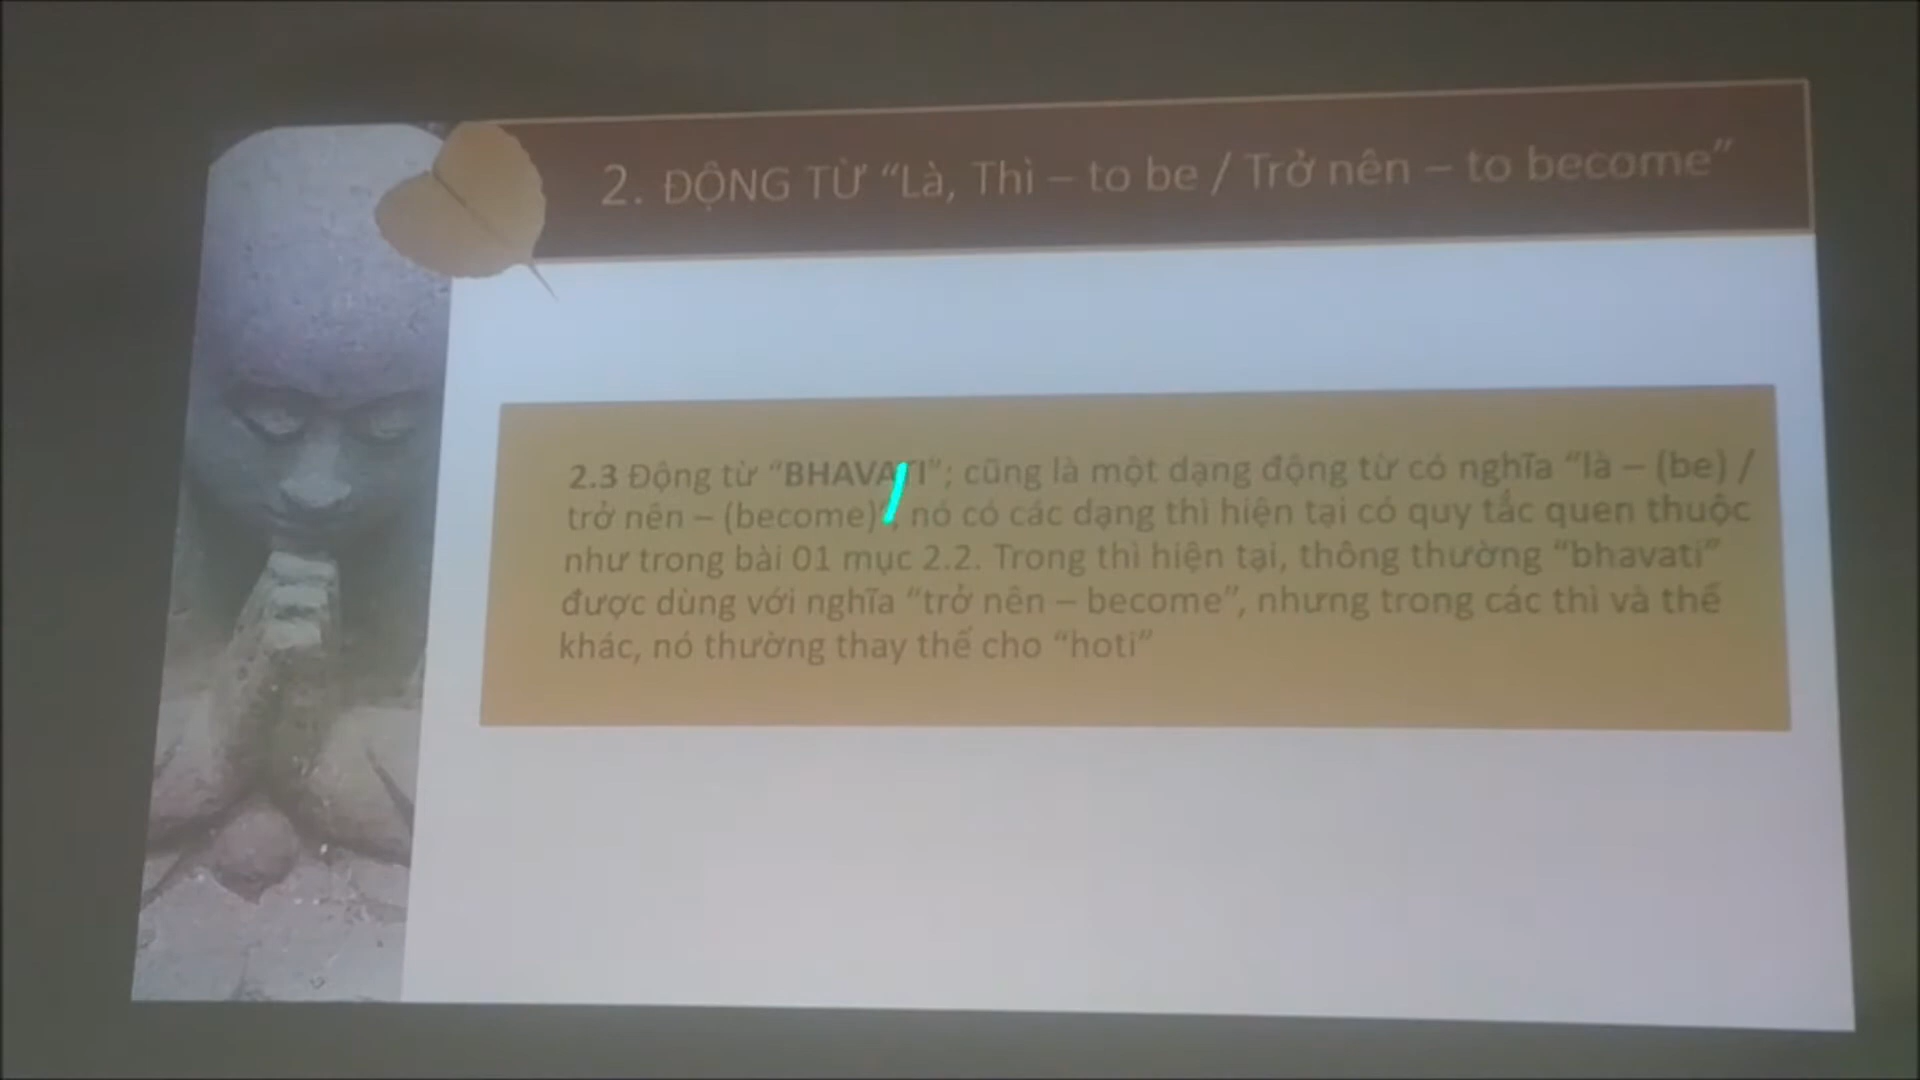 2. ĐỘNG TỪ “Là, Thì – to be / Trở nên – to become”
2.3 Động từ “BHAVATI”; cũng là một dạng động từ có nghĩa “là – (be) /
trở nên – (become)”, nó có các dạng thì hiện tại có quy tắc quen thuộc
như trong bài 01 mục 2.2. Trong thì hiện tại, thông thường “bhavati”
được dùng với nghĩa “trở nên – become”, nhưng trong các thì và thể
khác, nó thường thay thế cho “hoti”